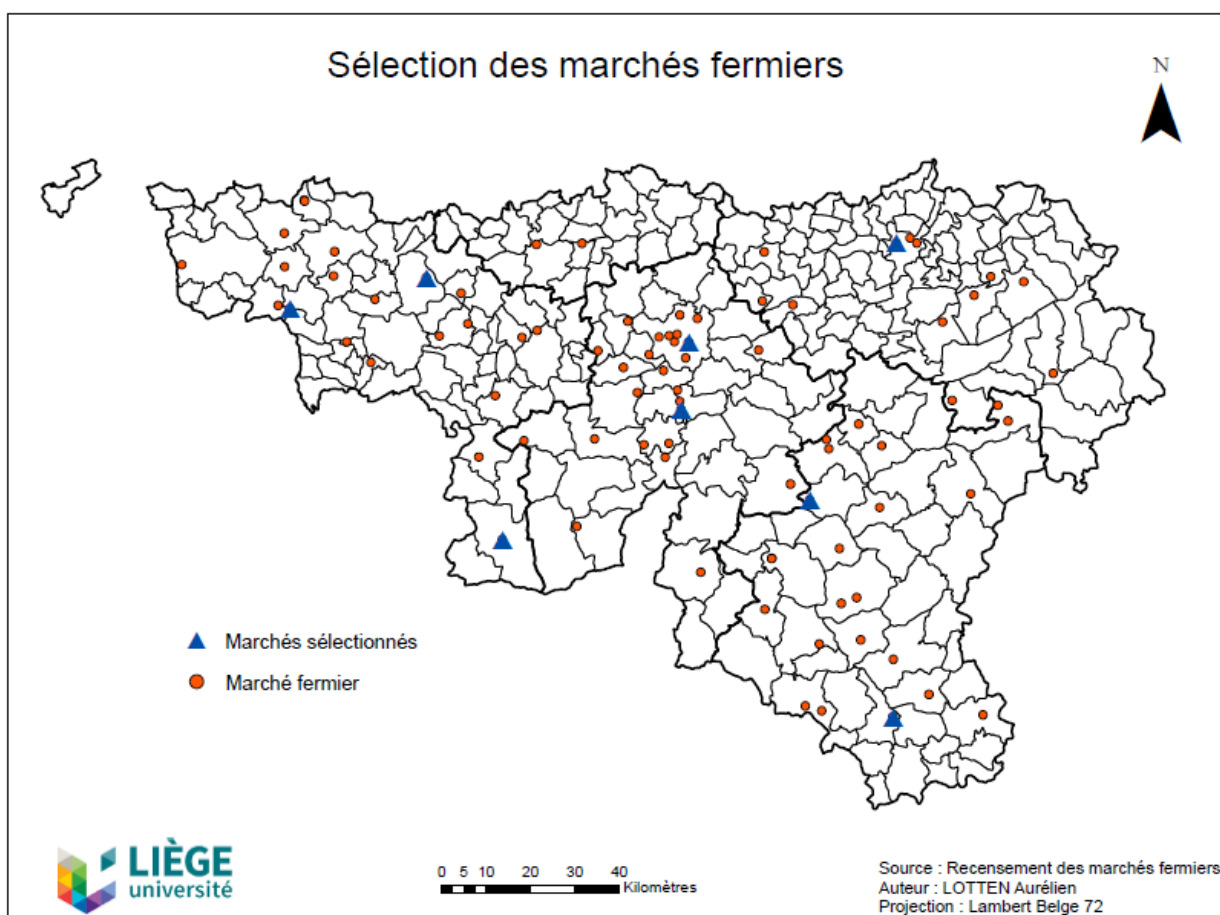 Sélection des marchés fermiers
N
Marchés sélectionnés
Marché fermier
LIÈGE
université
0 5 10 20 30 40
Kilomètres
Source : Recensement des marchés fermiers
Auteur : LOTTEN Aurélien
Projection : Lambert Belge 72